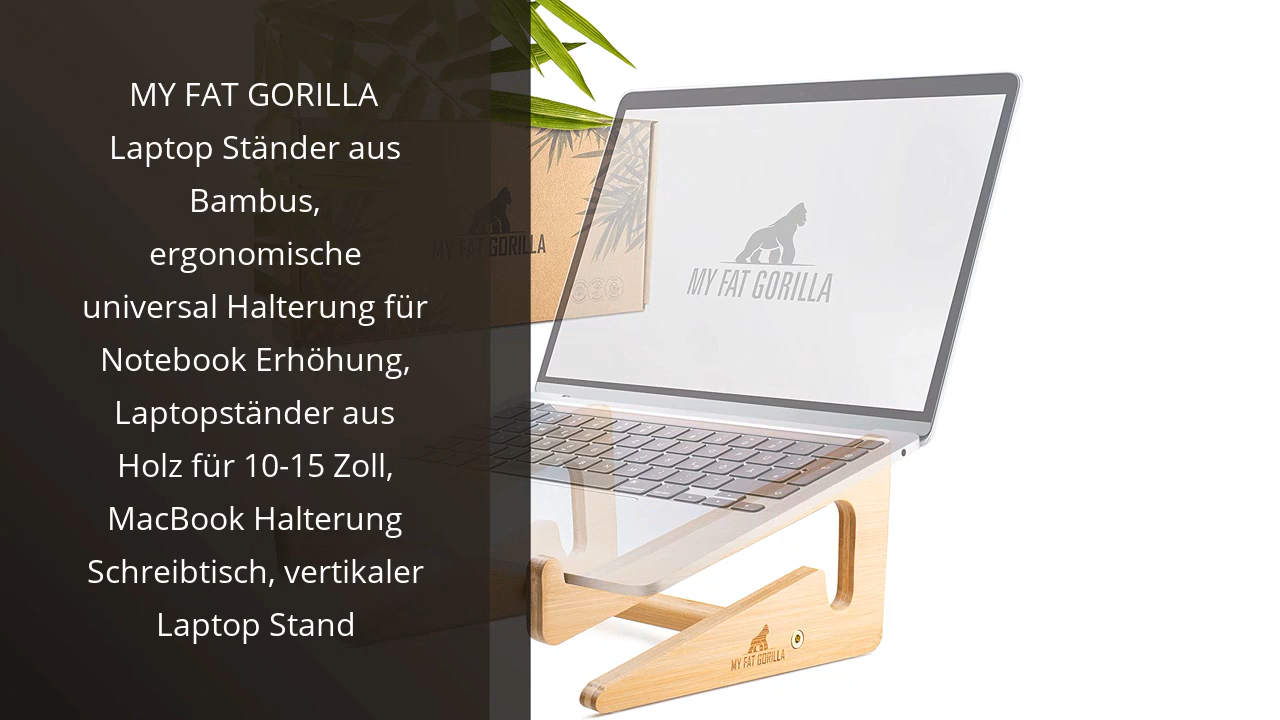 MY FAT GORILLA
Laptop Ständer aus
Bambus,
ergonomische
universal Halterung für
Notebook Erhöhung,
Laptopständer aus
Holz für 10-15 Zoll,
MacBook Halterung
Schreibtisch, vertikaler
Laptop Stand
MY FAT GORILLA
MY FAT GORILLA
MY FAT GORILLA